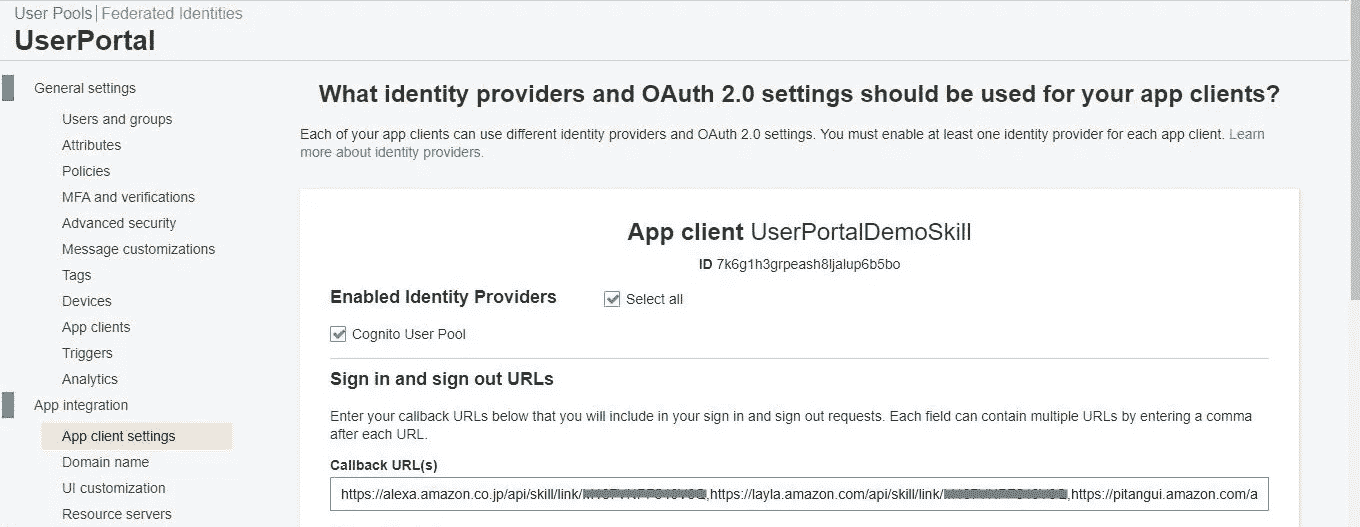 User Pools | Federated Identities
UserPortal
General settings
Users and groups
Attributes
Policies
MFA and verifications
Advanced security
Message customizations
Tags
Devices
App clients
Triggers
Analytics
App integration
App client settings
Domain name
UI customization
Resource servers
What identity providers and OAuth 2.0 settings should be used for your app clients?
Each of your app clients can use different identity providers and OAuth 2.0 settings. You must enable at least one identity provider for each app client. Learn
more about identity providers.
App client UserPortalDemoSkill
ID 7k6g1h3grpeash8ljalup6b5bo
Enabled Identity Providers
Select all
Cognito User Pool
Sign in and sign out URLs
Enter your callback URLs below that you will include in your sign in and sign out requests. Each field can contain multiple URLs by entering a comma
after each URL.
Callback URL(s)
https://alexa.amazon.co.jp/api/skill/link/ ,https://layla.amazon.com/api/skill/link/ ,https://pitangui.amazon.com/a